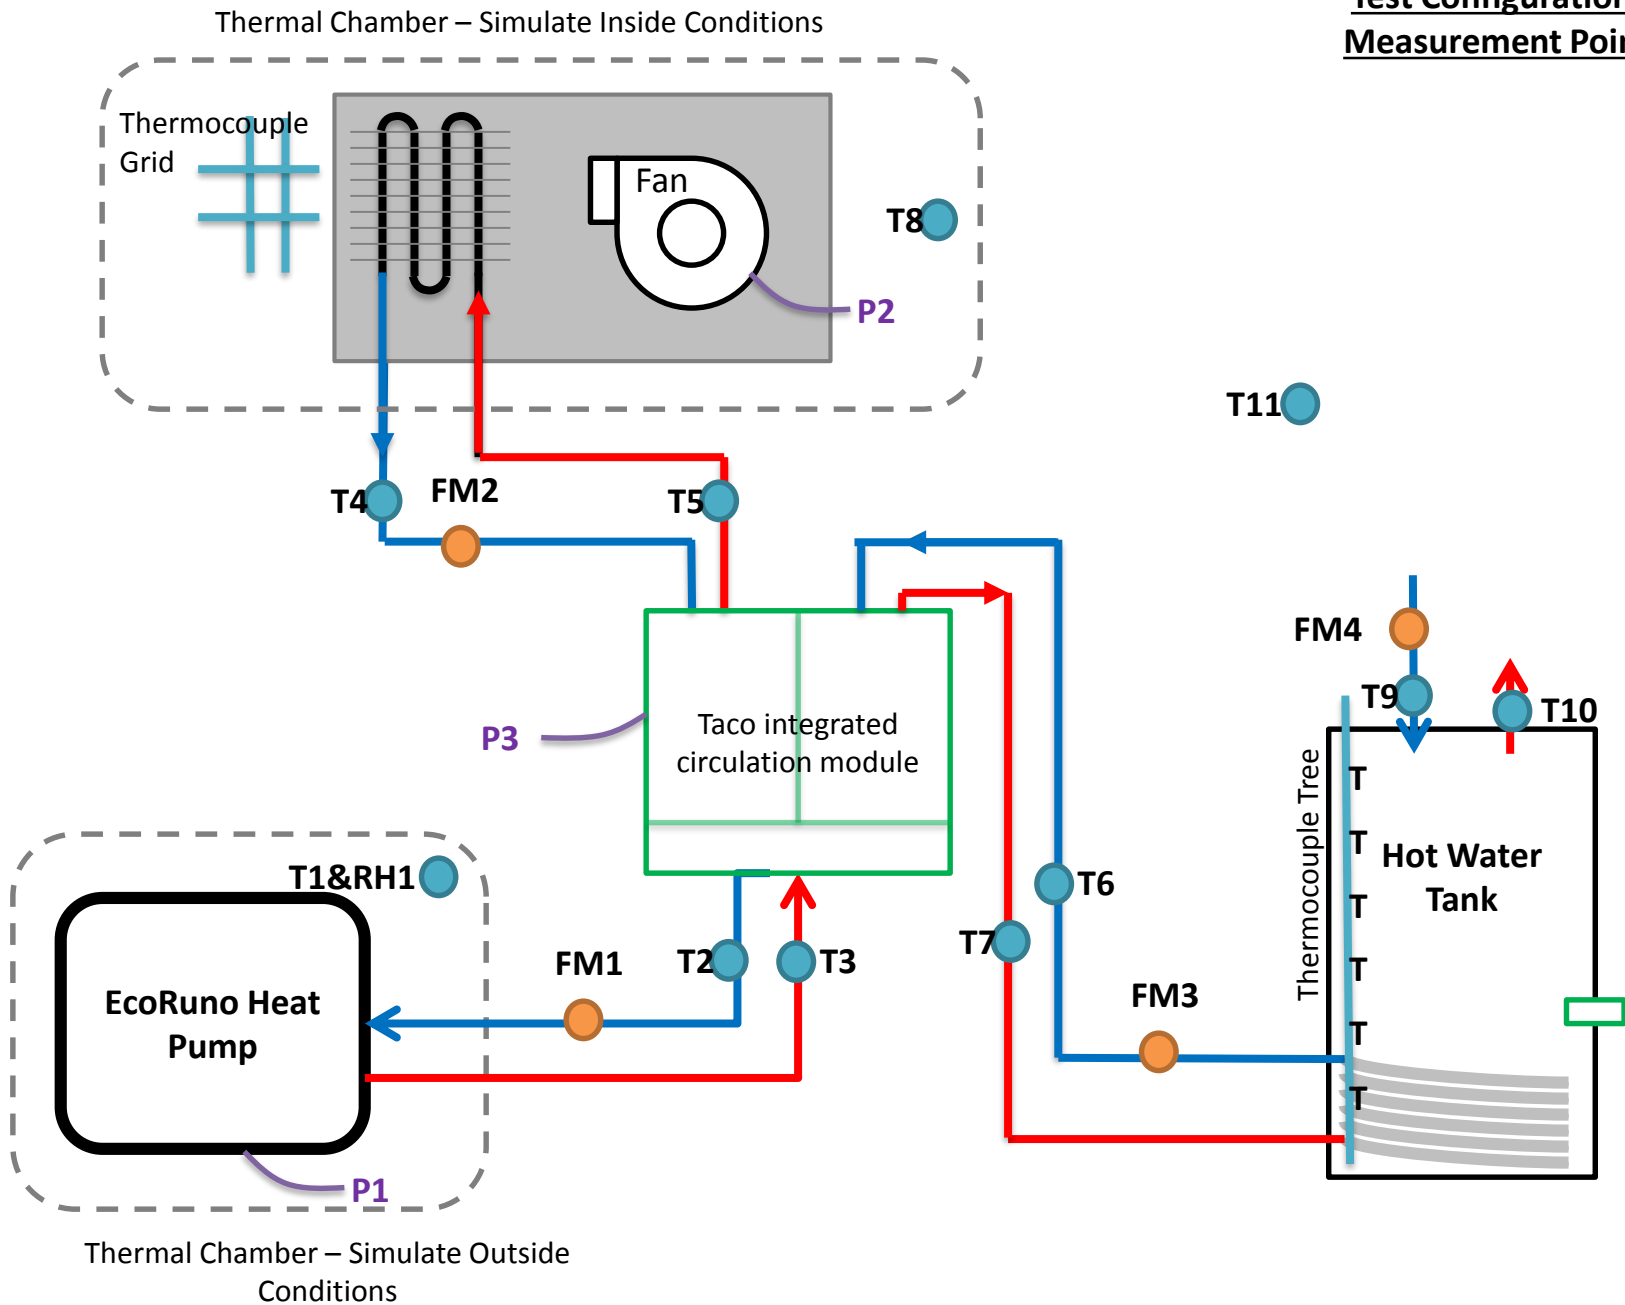 Thermal Chamber – Simulate Inside Conditions
Measurement Poin
Thermocouple
Grid
Fan
T8
P2
T11
T4
FM2
T5
FM4
T9
T10
P3
Taco integrated
circulation module
Thermocouple Tree
T
T
T
T
T
T
Hot Water
Tank
T1&RH1
T6
T7
FM1
T2
T3
FM3
EcoRuno Heat
Pump
P1
Thermal Chamber – Simulate Outside
Conditions